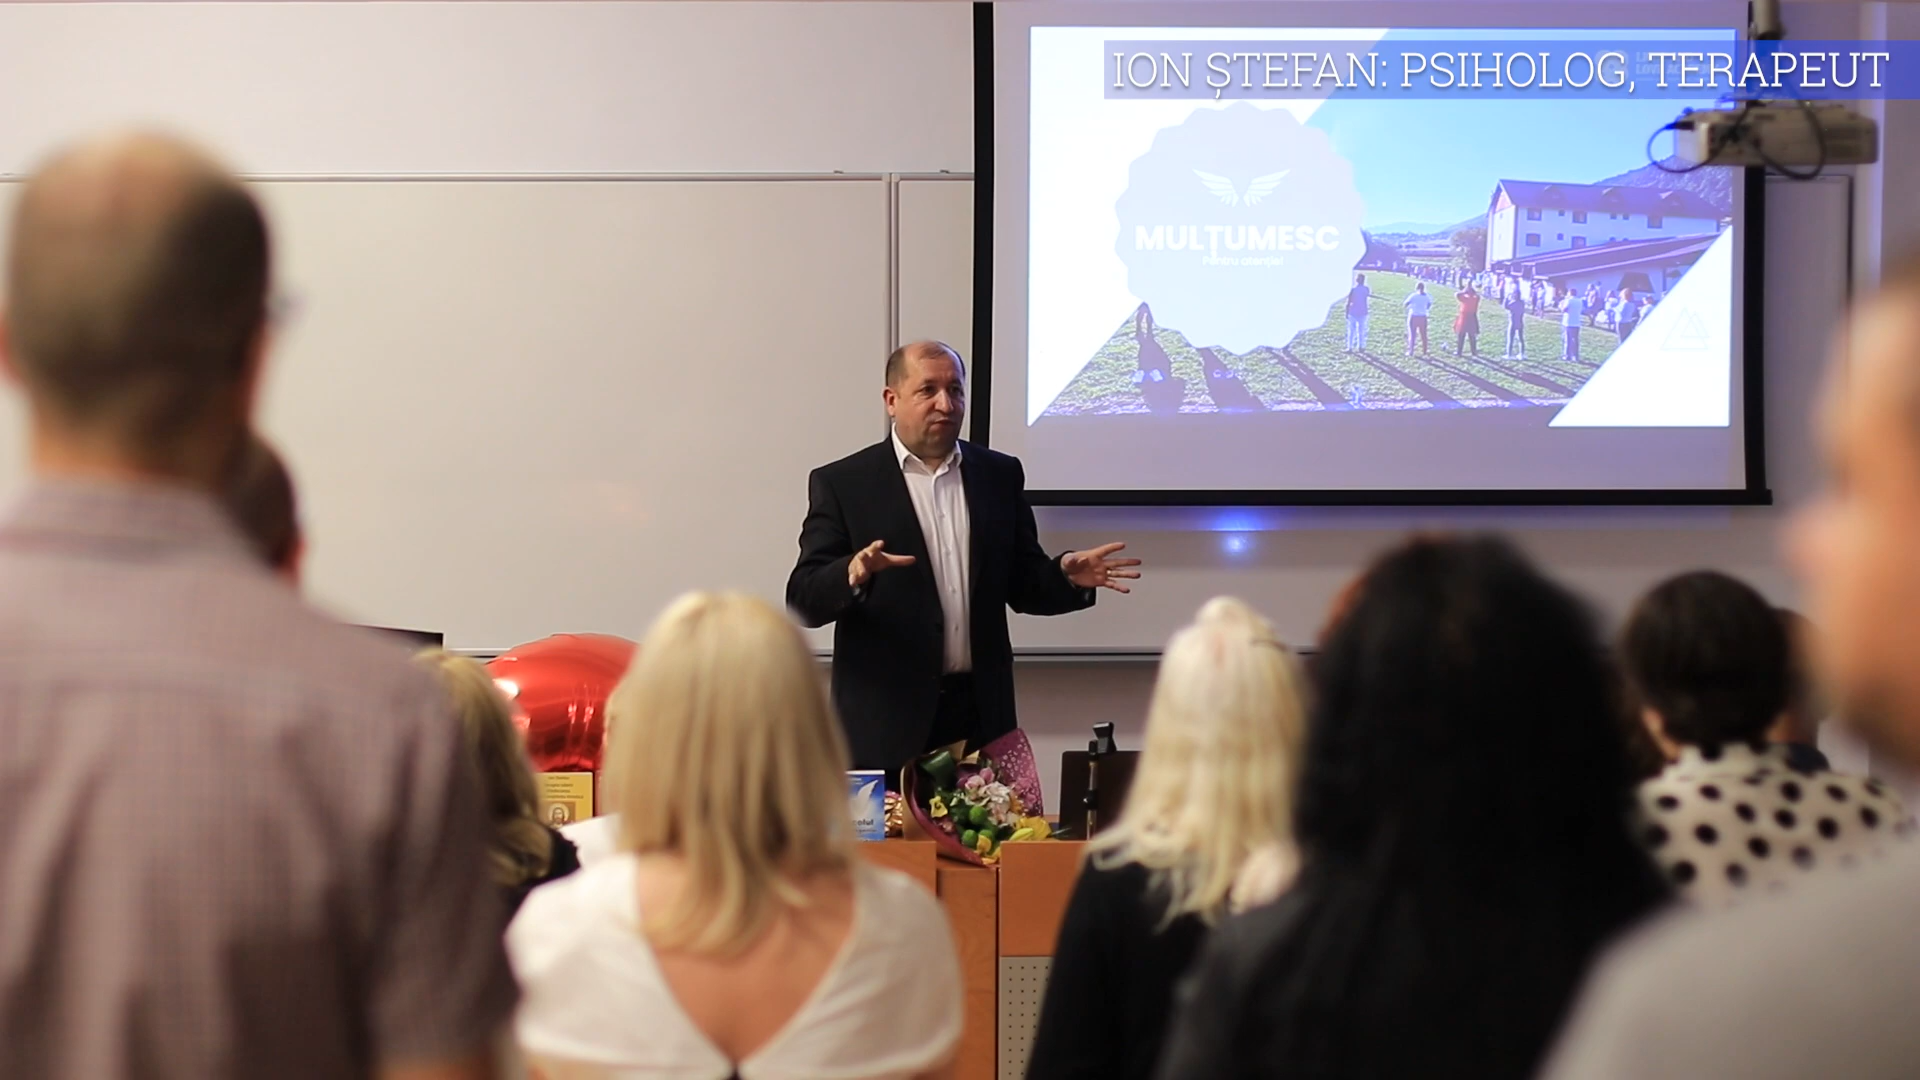 ION ȘTEFAN: PSIHOLOG, TERAPEUT
MULȚUMESC
Pentru atenție!